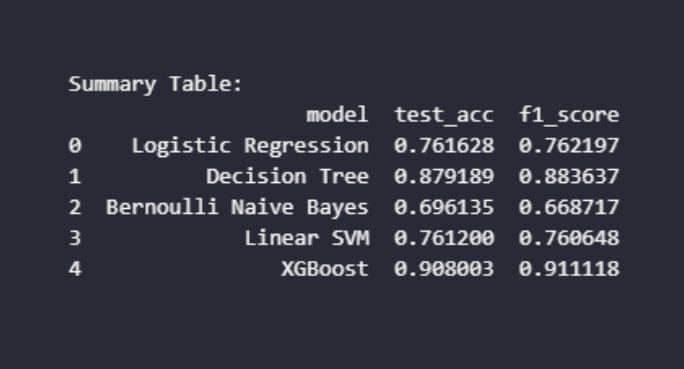 Summary Table:
model test_acc f1_score
0 Logistic Regression 0.761628 0.762197
1 Decision Tree 0.879189 0.883637
2 Bernoulli Naive Bayes 0.696135 0.668717
3 Linear SVM 0.761200 0.760648
4 XGBoost 0.908003 0.911118